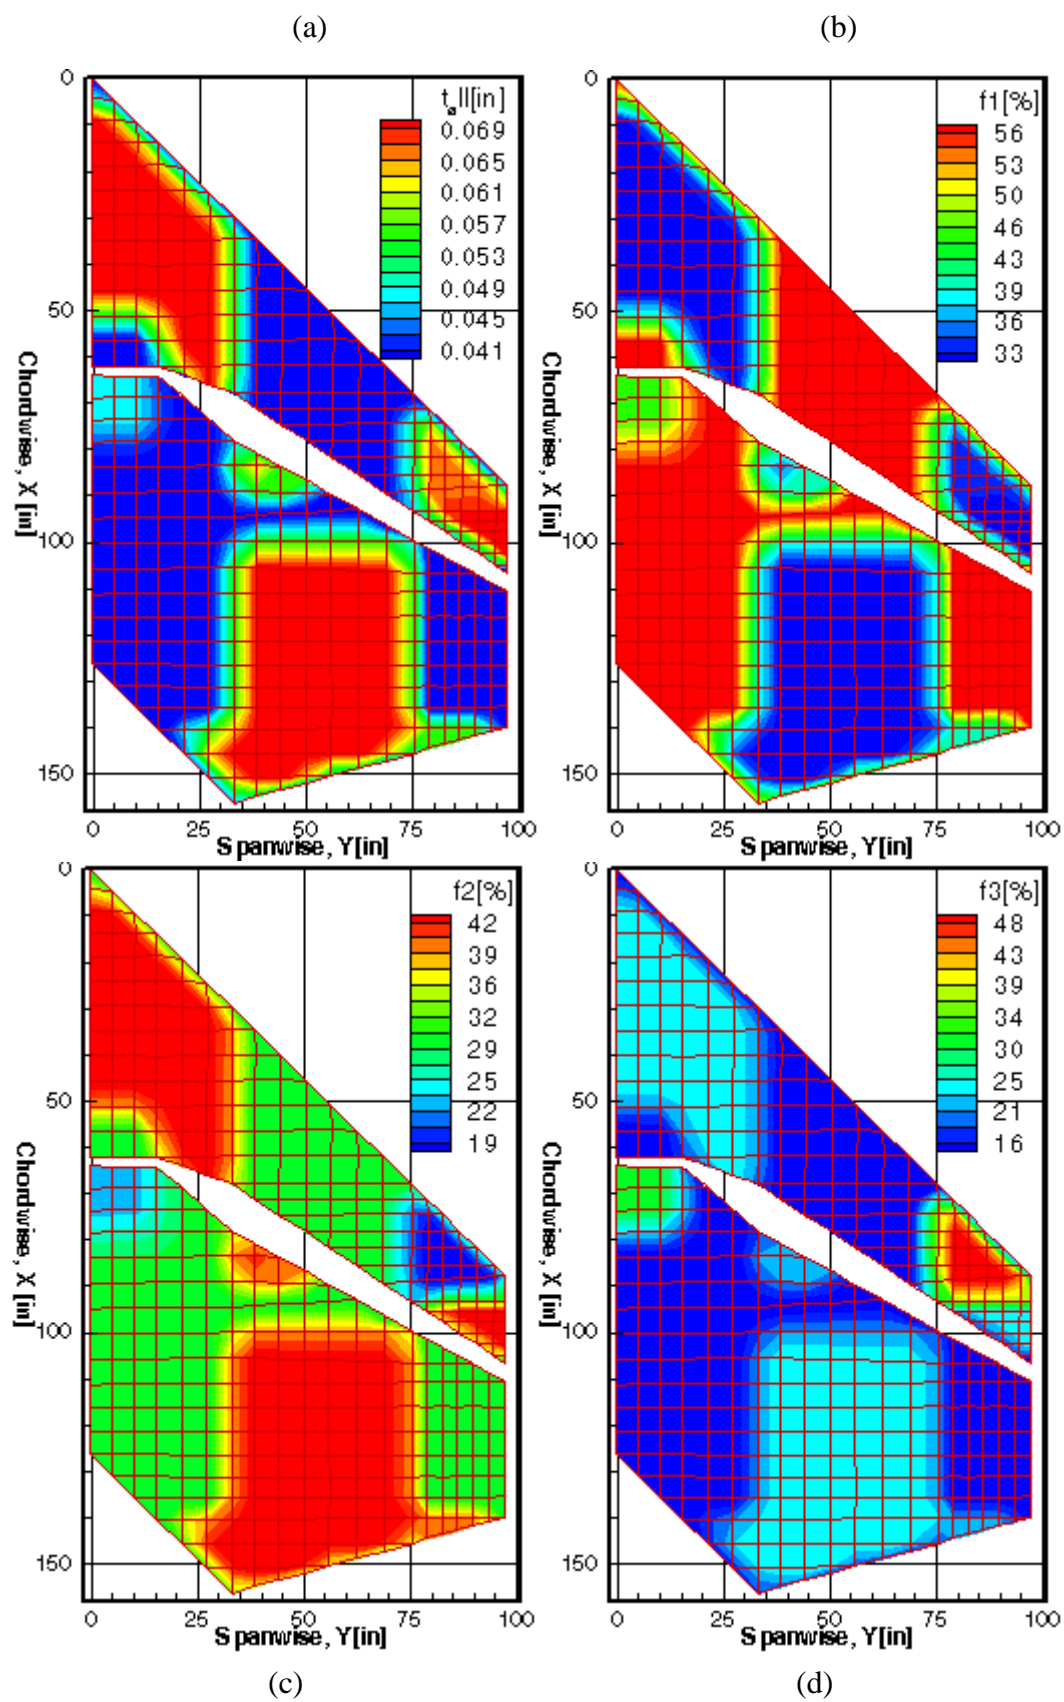 (a) (b)
0
50
100
150
Chordwise, X [in]
t_all[in]
0.069
0.065
0.061
0.057
0.053
0.049
0.045
0.041
0 25 50 75 100
Spanwise, Y[in]
0
50
100
150
Chordwise, X [in]
f1[%]
56
53
50
46
43
39
36
33
0 25 50 75 100
Spanwise, Y[in]
0
50
100
150
Chordwise, X [in]
f2[%]
42
39
36
32
29
25
22
19
0 25 50 75 100
Spanwise, Y[in]
0
50
100
150
Chordwise, X [in]
f3[%]
48
43
39
34
30
25
21
16
0 25 50 75 100
Spanwise, Y[in]
(c) (d)